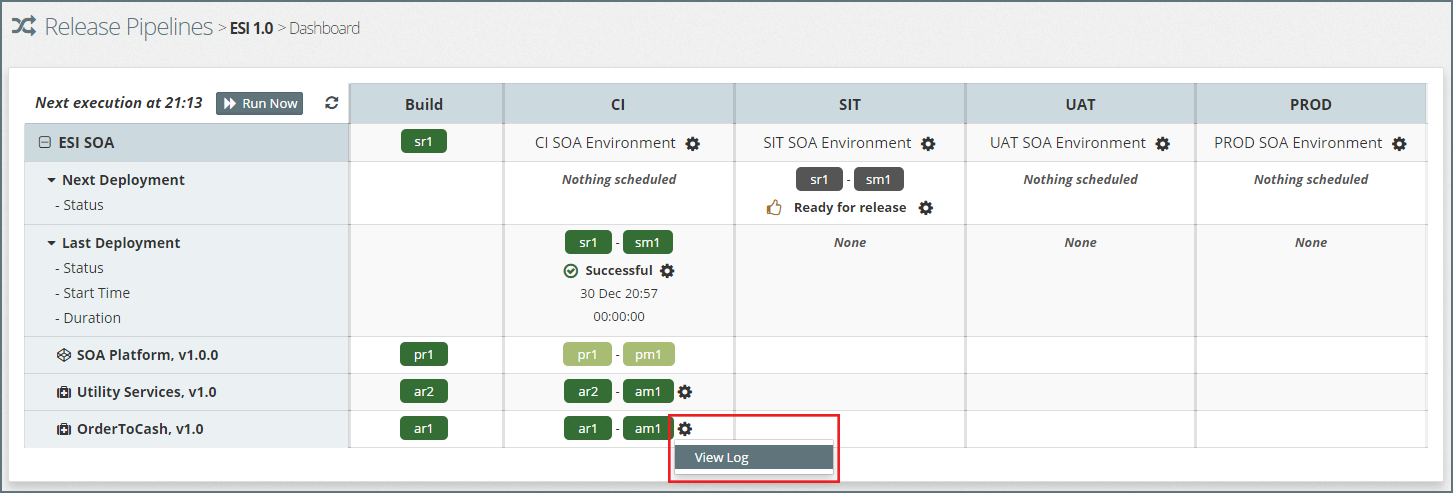 Release Pipelines > ESI 1.0 > Dashboard
Next execution at 21:13 Run Now Build CI SIT UAT PROD
ESI SOA sr1 CI SOA Environment SIT SOA Environment UAT SOA Environment PROD SOA Environment
Next Deployment Nothing scheduled sr1 - sm1 Nothing scheduled Nothing scheduled
- Status Ready for release
Last Deployment sr1 - sm1 None None None
- Status Successful
- Start Time 30 Dec 20:57
- Duration 00:00:00
SOA Platform, v1.0.0 pr1 pr1 - pm1
Utility Services, v1.0 ar2 ar2 - am1
OrderToCash, v1.0 ar1 ar1 - am1
View Log